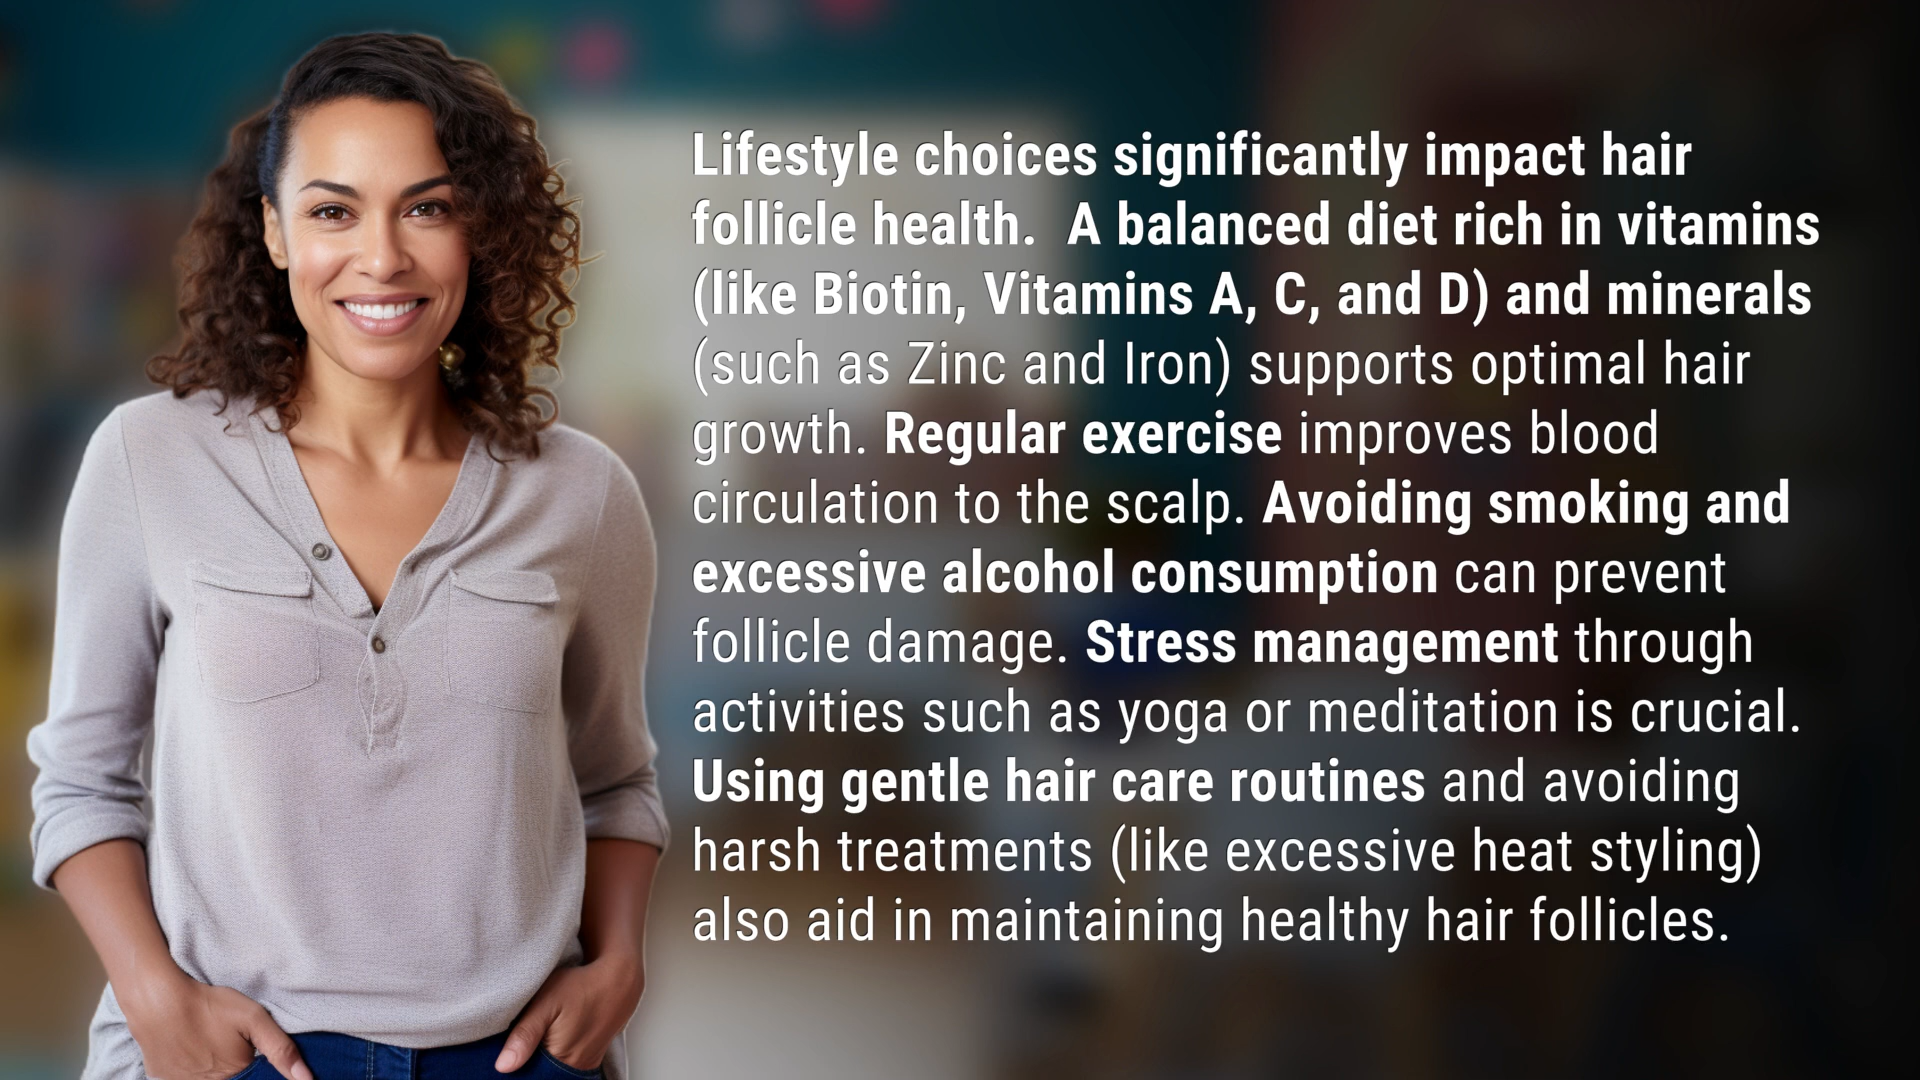 Lifestyle choices significantly impact hair
follicle health.  A balanced diet rich in vitamins
(like Biotin, Vitamins A, C, and D) and minerals
(such as Zinc and Iron) supports optimal hair
growth. Regular exercise improves blood
circulation to the scalp. Avoiding smoking and
excessive alcohol consumption can prevent
follicle damage. Stress management through
activities such as yoga or meditation is crucial.
Using gentle hair care routines and avoiding
harsh treatments (like excessive heat styling)
also aid in maintaining healthy hair follicles.